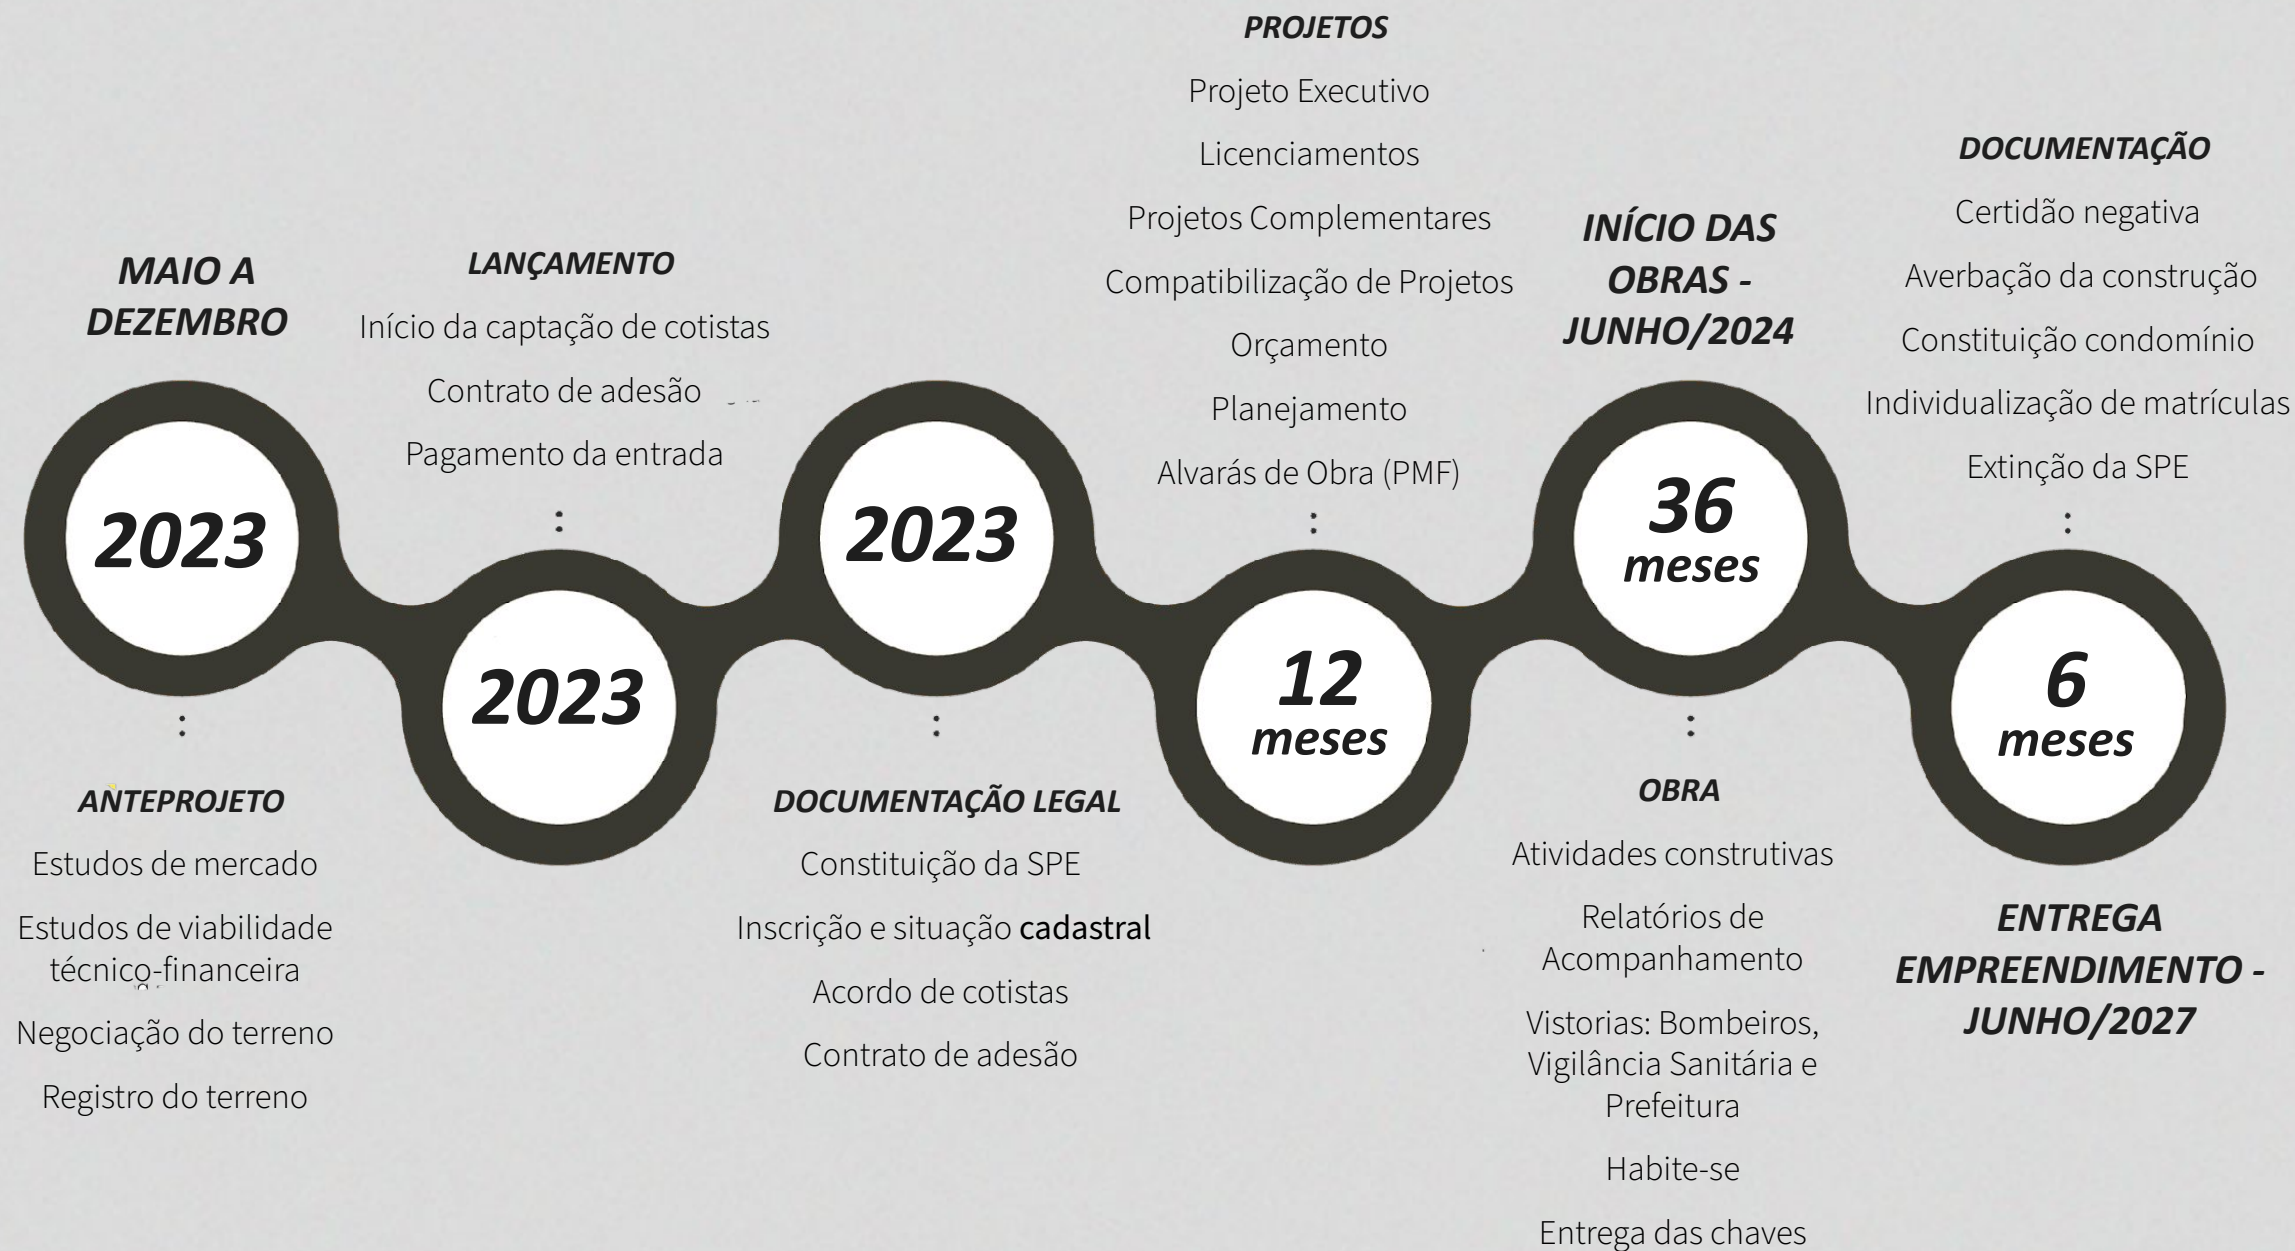 MAIO A
DEZEMBRO
2023
ANTEPROJETO
Estudos de mercado
Estudos de viabilidade
técnico-financeira
Negociação do terreno
Registro do terreno
LANÇAMENTO
Início da captação de cotistas
Contrato de adesão
Pagamento da entrada
:
2023
2023
:
DOCUMENTAÇÃO LEGAL
Constituição da SPE
Inscrição e situação cadastral
Acordo de cotistas
Contrato de adesão
PROJETOS
Projeto Executivo
Licenciamentos
Projetos Complementares
Compatibilização de Projetos
Orçamento
Planejamento
Alvarás de Obra (PMF)
:
12
meses
INÍCIO DAS
OBRAS -
JUNHO/2024
36
meses
:
OBRA
Atividades construtivas
Relatórios de
Acompanhamento
Vistorias: Bombeiros,
Vigilância Sanitária e
Prefeitura
Habite-se
Entrega das chaves
DOCUMENTAÇÃO
Certidão negativa
Averbação da construção
Constituição condomínio
Individualização de matrículas
Extinção da SPE
:
6
meses
ENTREGA
EMPREENDIMENTO -
JUNHO/2027